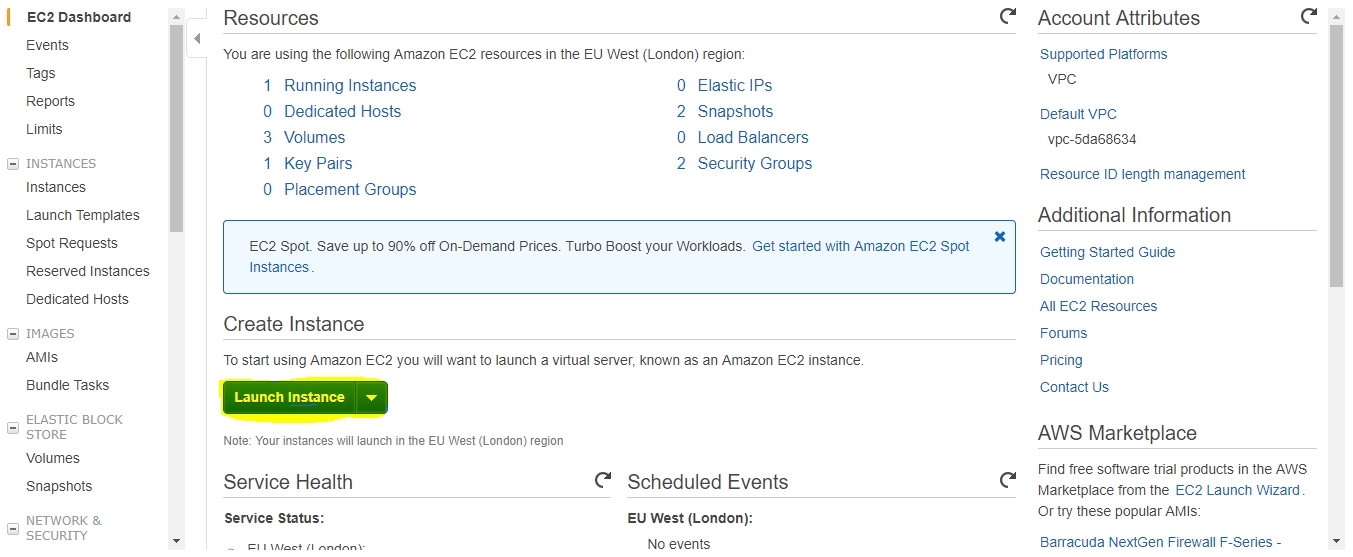 EC2 Dashboard
Events
Tags
Reports
Limits
INSTANCES
Instances
Launch Templates
Spot Requests
Reserved Instances
Dedicated Hosts
IMAGES
AMIs
Bundle Tasks
ELASTIC BLOCK
STORE
Volumes
Snapshots
NETWORK &
SECURITY
Resources
You are using the following Amazon EC2 resources in the EU West (London) region:
1 Running Instances
0 Elastic IPs
0 Dedicated Hosts
2 Snapshots
3 Volumes
0 Load Balancers
1 Key Pairs
2 Security Groups
0 Placement Groups
EC2 Spot. Save up to 90% off On-Demand Prices. Turbo Boost your Workloads. Get started with Amazon EC2 Spot
Instances.
Create Instance
To start using Amazon EC2 you will want to launch a virtual server, known as an Amazon EC2 instance.
Launch Instance
Note: Your instances will launch in the EU West (London) region
Service Health
Service Status:
EU West (London):
Scheduled Events
EU West (London):
No events
Account Attributes
Supported Platforms
VPC
Default VPC
vpc-5da68634
Resource ID length management
Additional Information
Getting Started Guide
Documentation
All EC2 Resources
Forums
Pricing
Contact Us
AWS Marketplace
Find free software trial products in the AWS
Marketplace from the EC2 Launch Wizard.
Or try these popular AMIs:
Barracuda NextGen Firewall F-Series -